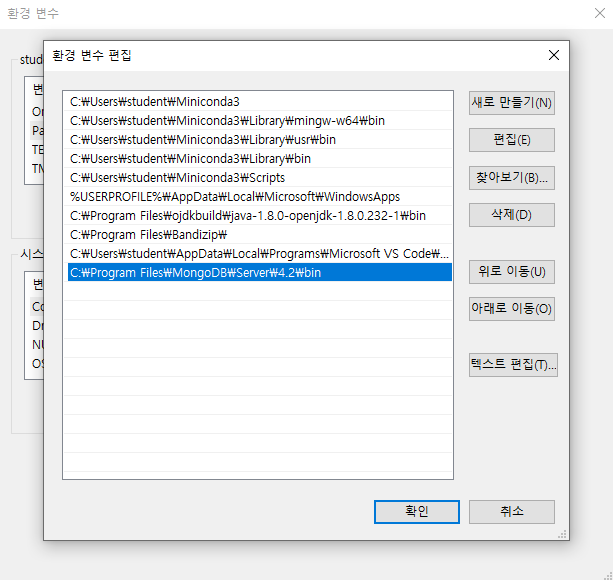 환경 변수
환경 변수 편집
stud
변
On
Pa
TE
TM
시스
변
Co
Dr
NU
OS
C:₩Users₩student₩Miniconda3
C:₩Users₩student₩Miniconda3₩Library₩mingw-w64₩bin
C:₩Users₩student₩Miniconda3₩Library₩usr₩bin
C:₩Users₩student₩Miniconda3₩Library₩bin
C:₩Users₩student₩Miniconda3₩Scripts
%USERPROFILE%₩AppData₩Local₩Microsoft₩WindowsApps
C:₩Program Files₩ojdkbuild₩java-1.8.0-openjdk-1.8.0.232-1₩bin
C:₩Program Files₩Bandizip₩
C:₩Users₩student₩AppData₩Local₩Programs₩Microsoft VS Code₩...
C:₩Program Files₩MongoDB₩Server₩4.2₩bin
새로 만들기(N)
편집(E)
찾아보기(B)...
삭제(D)
위로 이동(U)
아래로 이동(O)
텍스트 편집(T)...
확인
취소